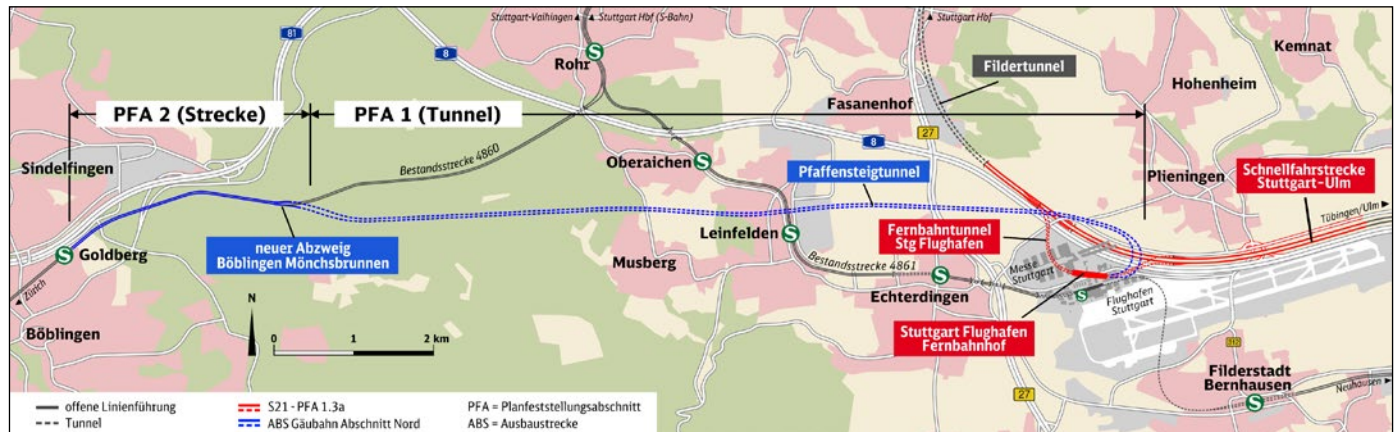 Stuttgart-Vaihingen
Stuttgart Hbf (S-Bahn)
Stuttgart Hbf
81
8
S
Rohr
Kemnat
Fildertunnel
Hohenheim
PFA 2 (Strecke)
PFA 1 (Tunnel)
Fasanenhof
27
8
Sindelfingen
Bestandsstrecke 4860
Oberaichen
S
Pfaffensteigtunnel
Plieningen
Schnellfahrstrecke
Stuttgart-Ulm
Tübingen/Ulm
S
Goldberg
neuer Abzweig
Böblingen Mönchsbrunnen
Leinfelden
S
Musberg
Fernbahntunnel
Stg Flughafen
Messe
Stuttgart
Bestandsstrecke 4861
S
Echterdingen
S
Flughafen
Stuttgart
Zürich
Böblingen
N
0
1
2 km
Stuttgart Flughafen
Fernbahnhof
312
Filderstadt
Bernhausen
S
Neuhausen
27
offene Linienführung
Tunnel
S21 - PFA 1.3a
ABS Gäubahn Abschnitt Nord
PFA = Planfeststellungsabschnitt
ABS = Ausbaustrecke